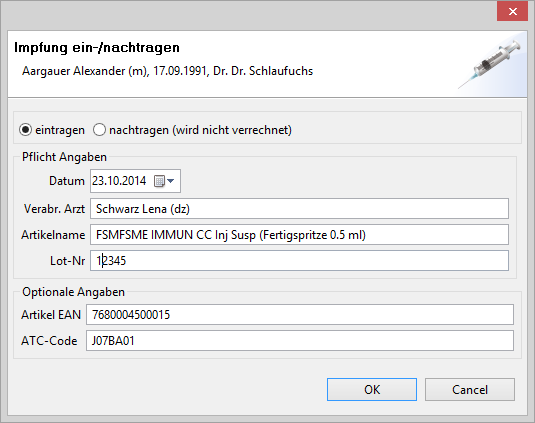 Impfung ein-/nachtragen
Aargauer Alexander (m), 17.09.1991, Dr. Dr. Schlaufuchs
eintragen nachtragen (wird nicht verrechnet)
Pflicht Angaben
Datum 23.10.2014
Verabr. Arzt Schwarz Lena (dz)
Artikelname FSMFSME IMMUN CC Inj Susp (Fertigspritze 0.5 ml)
Lot-Nr 12345
Optionale Angaben
Artikel EAN 7680004500015
ATC-Code J07BA01
OK Cancel